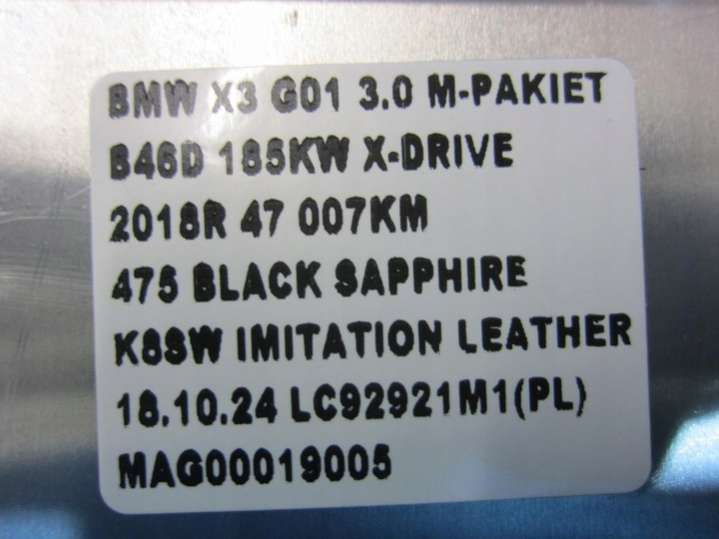 BMW X3 G01 3.0 M-PAKIET
B46D 185KW X-DRIVE
2018R 47 007KM
475 BLACK SAPPHIRE
K8SW IMITATION LEATHER
18.10.24 LC92921M1(PL)
MAG00019005